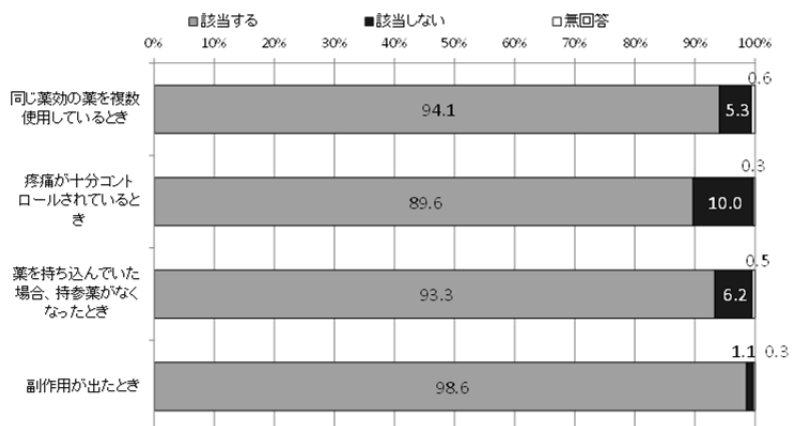 ■該当する ■該当しない □無回答
0% 10% 20% 30% 40% 50% 60% 70% 80% 90% 100%
0.6
同じ薬効の薬を複数
使用しているとき
94.1 5.3
0.3
疼痛が十分コント
ロールされていると
き
89.6 10.0
0.5
薬を持ち込んでいた
場合、持参薬がなく
なったとき
93.3 6.2
1.1 0.3
副作用が出たとき
98.6